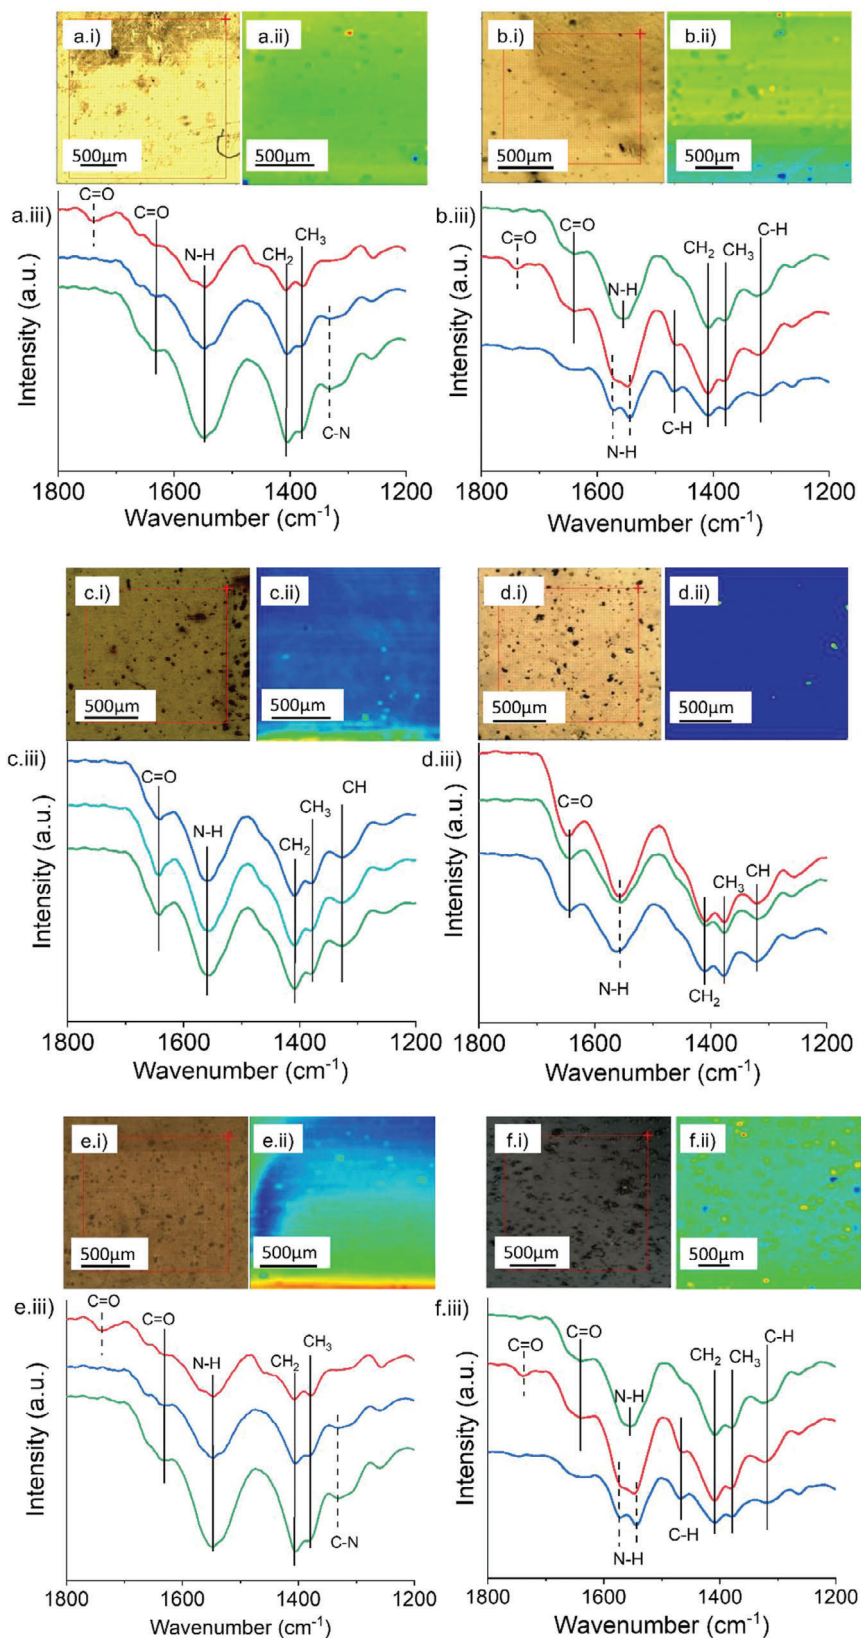 a.i)
a.ii)
500µm
500µm
b.i)
b.ii)
500µm
500µm
a.iii)
C=O
C=O
N-H
CH₂
CH₃
C-N
Intensity (a.u.)
1800 1600 1400 1200
Wavenumber (cm⁻¹)
b.iii)
C=O
C=O
N-H
CH₂
CH₃
C-H
C-H
N-H
Intensity (a.u.)
1800 1600 1400 1200
Wavenumber (cm⁻¹)
c.i)
c.ii)
500µm
500µm
d.i)
d.ii)
500µm
500µm
c.iii)
C=O
N-H
CH₂
CH₃
CH
Intensity (a.u.)
1800 1600 1400 1200
Wavenumber (cm⁻¹)
d.iii)
C=O
N-H
CH₂
CH₃
CH
Intenisty (a.u.)
1800 1600 1400 1200
Wavenumber (cm⁻¹)
e.i)
e.ii)
500µm
500µm
f.i)
f.ii)
500µm
500µm
e.iii)
C=O
C=O
N-H
CH₂
CH₃
C-N
Intensity (a.u.)
1800 1600 1400 1200
Wavenumber (cm⁻¹)
f.iii)
C=O
C=O
N-H
CH₂
CH₃
C-H
C-H
N-H
Intensity (a.u.)
1800 1600 1400 1200
Wavenumber (cm⁻¹)